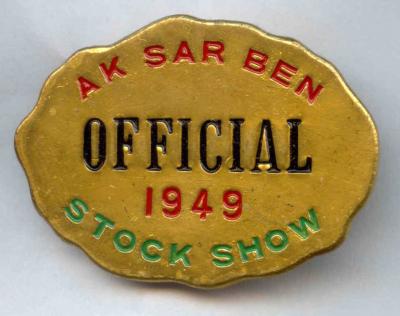 AK SAR BEN
OFFICIAL
1949
STOCK SHOW